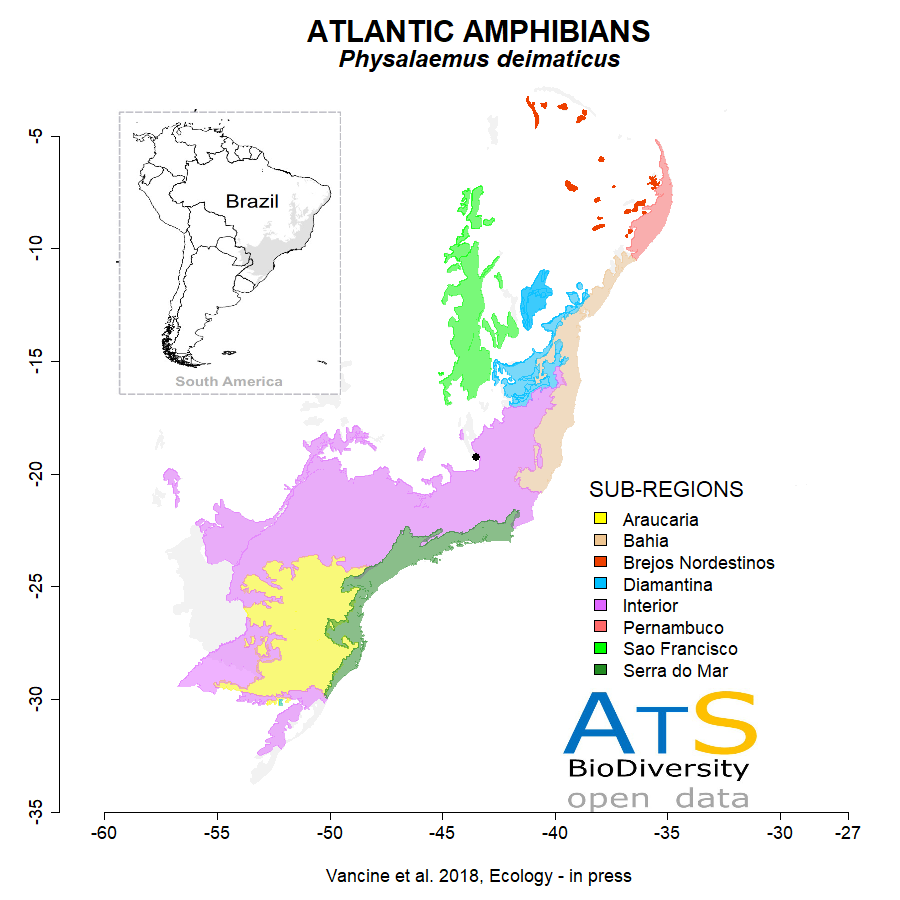 ATLANTIC AMPHIBIANS
Physalaemus deimaticus
Brazil
South America
-5
-10
-15
-20
-25
-30
-35
SUB-REGIONS
Araucaria
Bahia
Brejos Nordestinos
Diamantina
Interior
Pernambuco
Sao Francisco
Serra do Mar
ATS
BioDiversity
open data
-60
-55
-50
-45
-40
-35
-30
-27
Vancine et al. 2018, Ecology - in press